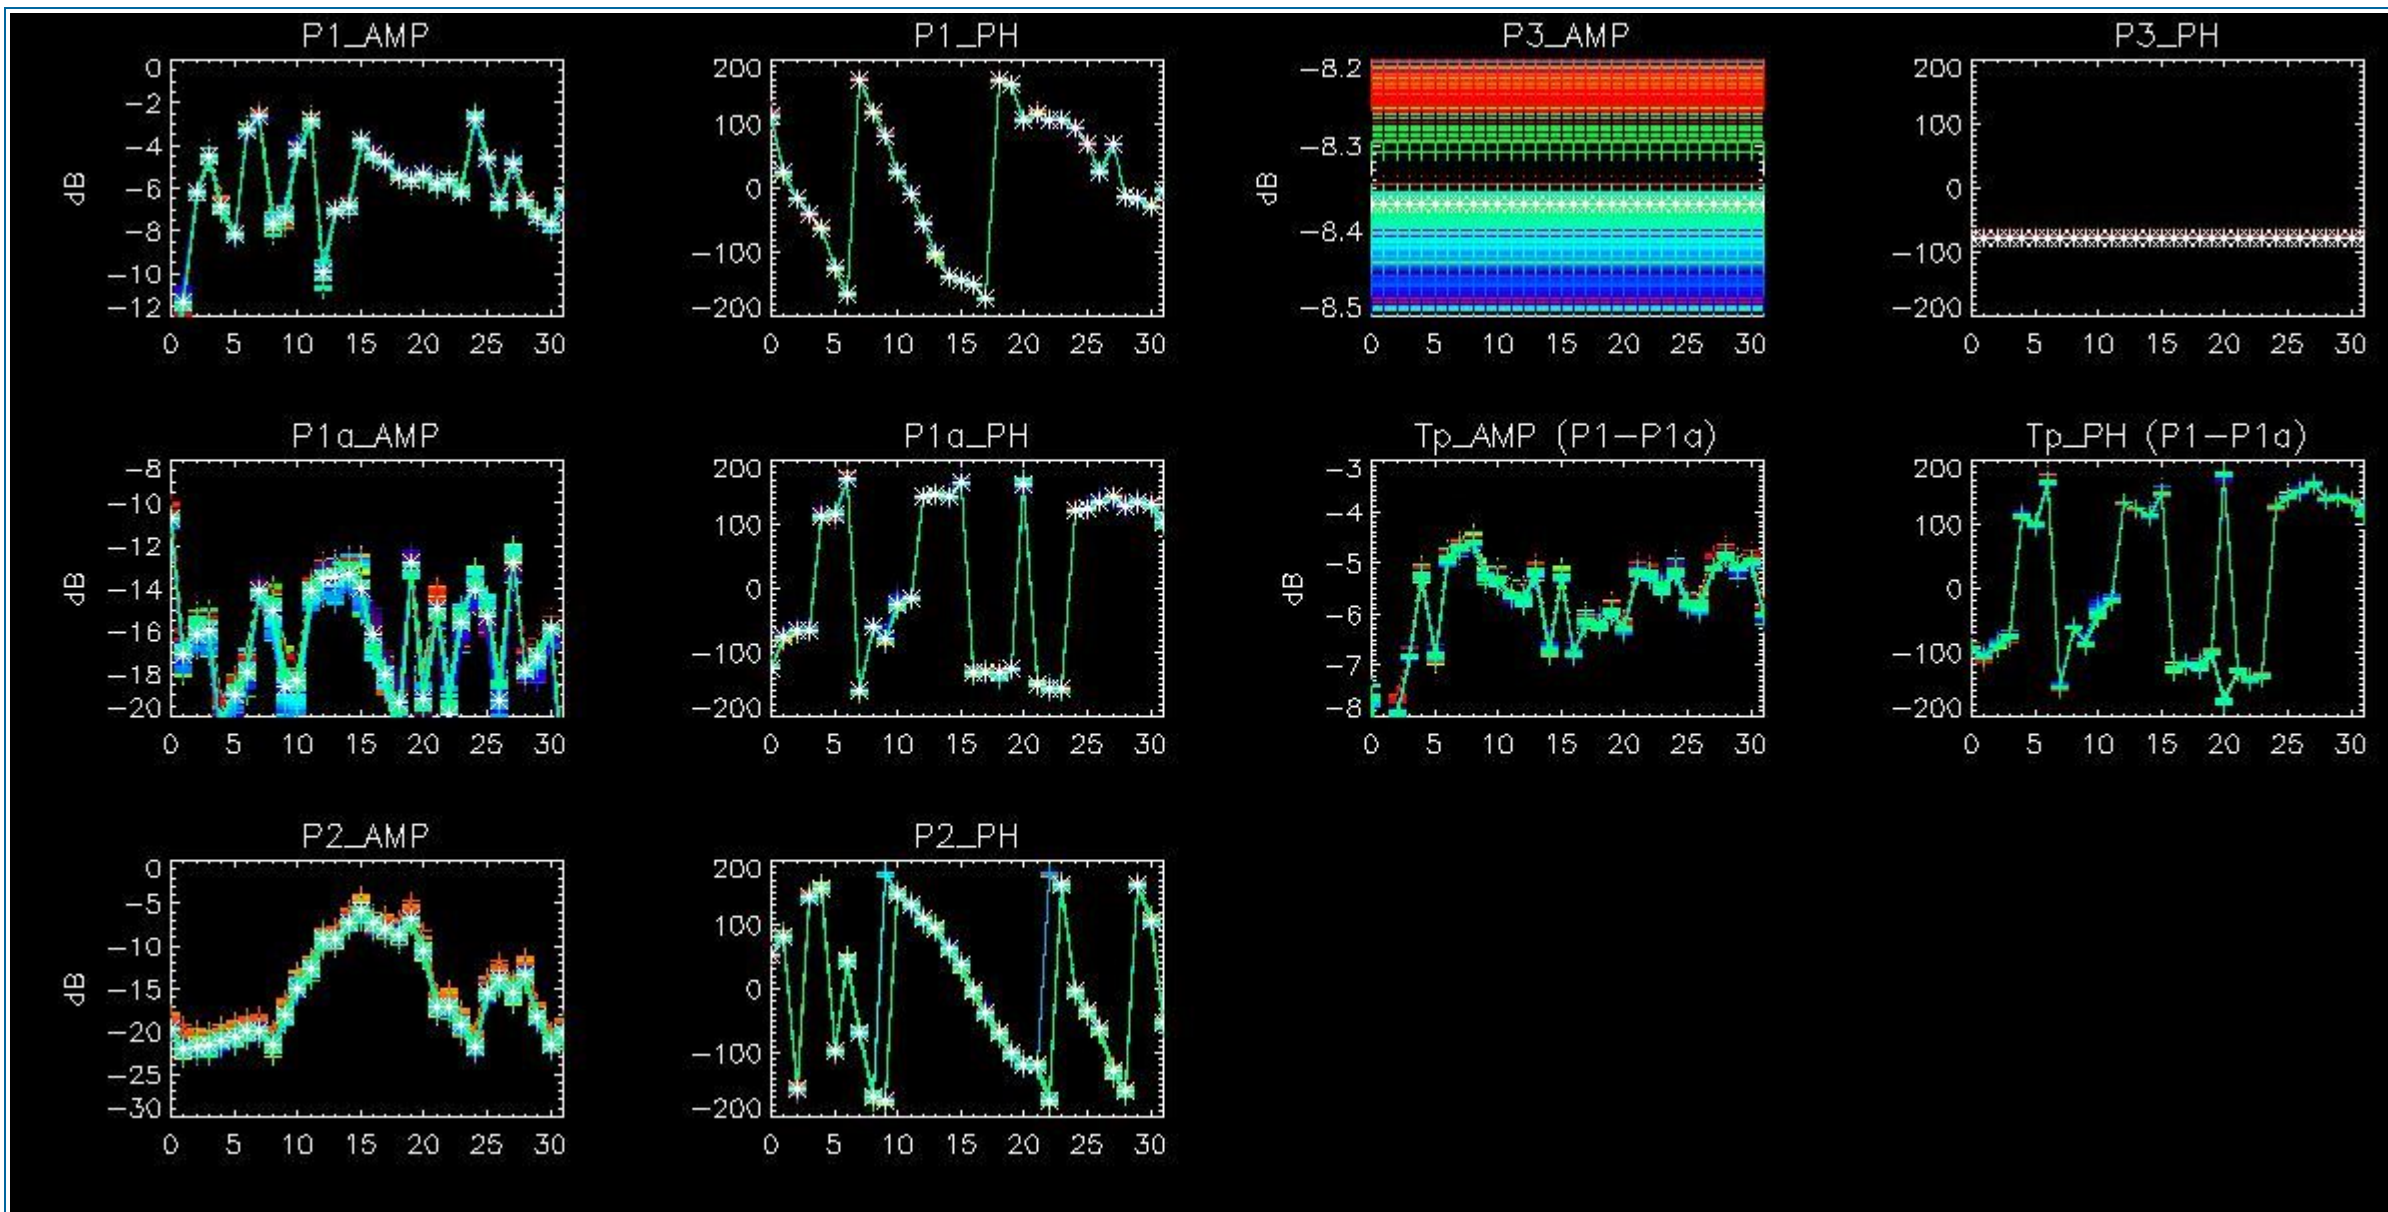 P1_AMP
0
−2
−4
−6
−8
−10
−12
dB
0 5 10 15 20 25 30
P1_PH
200
100
0
−100
−200
0 5 10 15 20 25 30
P3_AMP
−8.2
−8.3
−8.4
−8.5
dB
0 5 10 15 20 25 30
P3_PH
200
100
0
−100
−200
0 5 10 15 20 25 30
P1a_AMP
−8
−10
−12
−14
−16
−18
−20
dB
0 5 10 15 20 25 30
P1a_PH
200
100
0
−100
−200
0 5 10 15 20 25 30
Tp_AMP (P1−P1a)
−3
−4
−5
−6
−7
−8
dB
0 5 10 15 20 25 30
Tp_PH (P1−P1a)
200
100
0
−100
−200
0 5 10 15 20 25 30
P2_AMP
0
−5
−10
−15
−20
−25
−30
dB
0 5 10 15 20 25 30
P2_PH
200
100
0
−100
−200
0 5 10 15 20 25 30